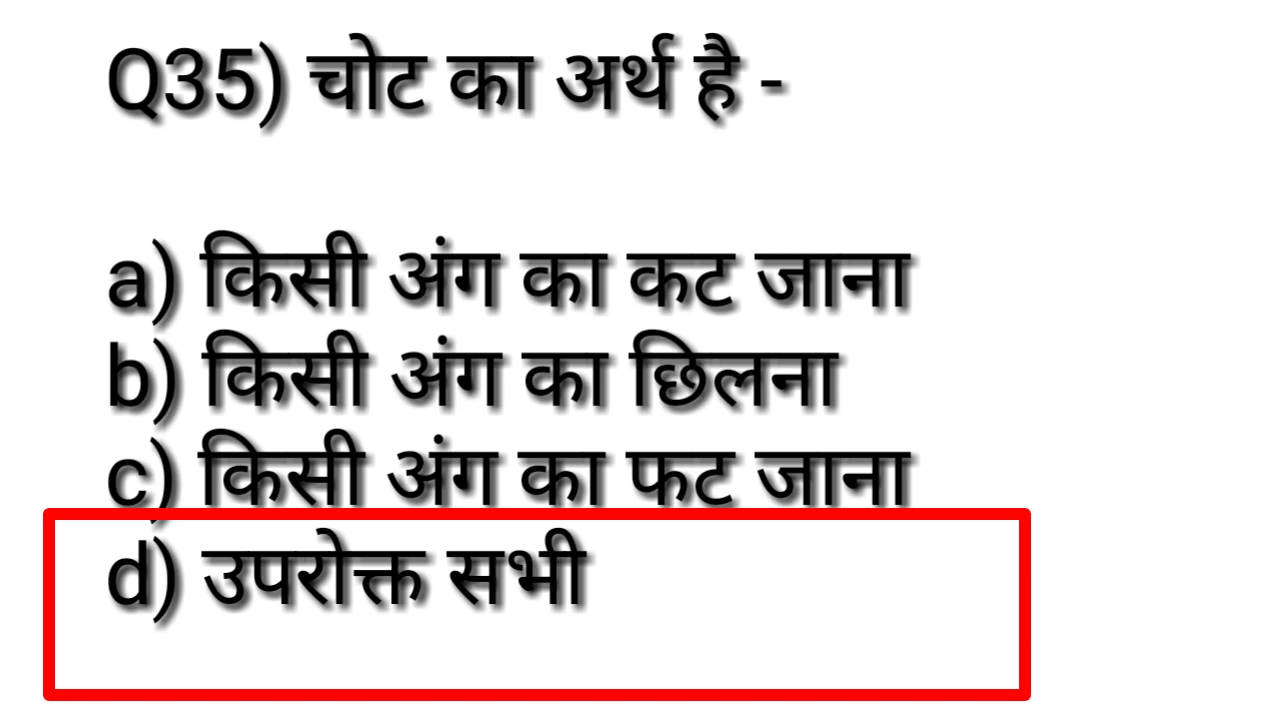 Q35) चोट का अर्थ है -
a) किसी अंग का कट जाना
b) किसी अंग का छिलना
c) किसी अंग का फट जाना
d) उपरोक्त सभी